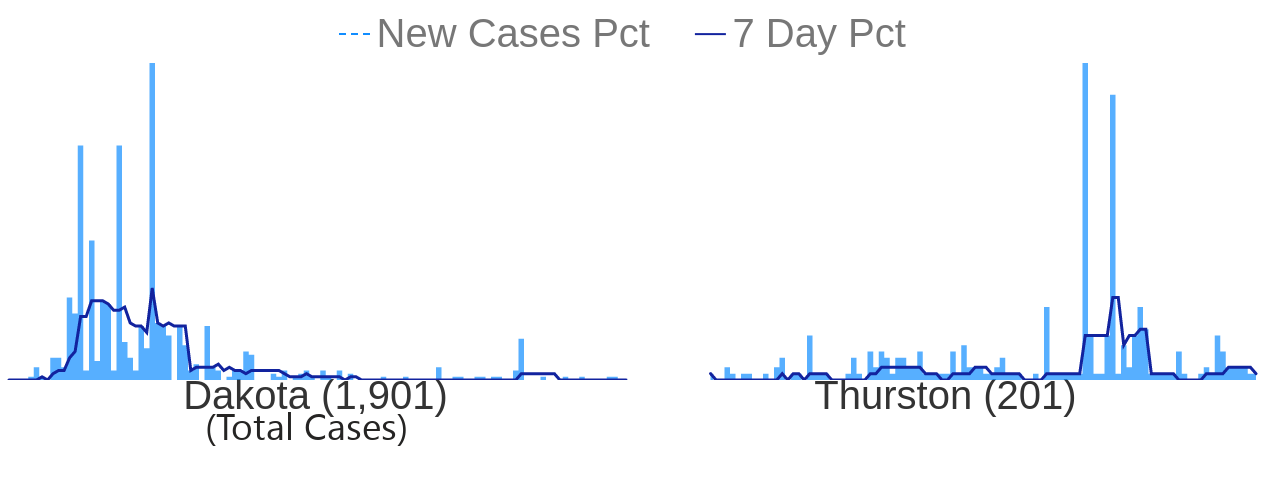 New Cases Pct 7 Day Pct
Dakota (1,901) Thurston (201)
(Total Cases)